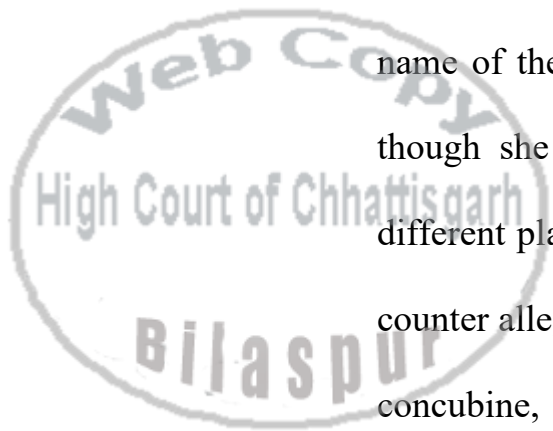 Web Copy
High Court of Chhattisgarh
Bilaspur
name of the
though she
different pla
counter alle
concubine,